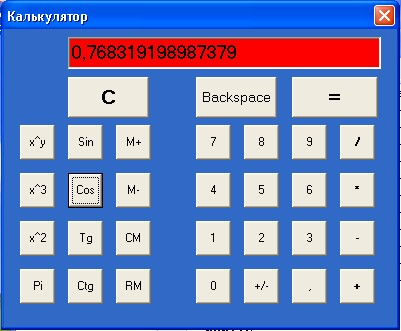 Калькулятор
0,768319198987379
C Backspace =
x^y Sin M+ 7 8 9 /
x^3 Cos M- 4 5 6 *
x^2 Tg CM 1 2 3 -
Pi Ctg RM 0 +/- , +